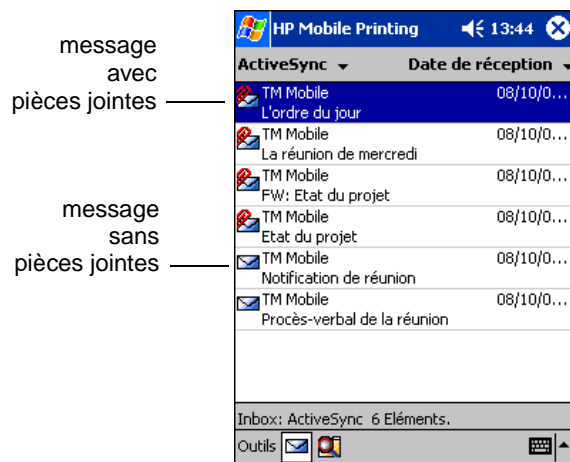 HP Mobile Printing 13:44
ActiveSync Date de réception
message
avec
pièces jointes
TM Mobile 08/10/0...
L'ordre du jour
TM Mobile 08/10/0...
La réunion de mercredi
TM Mobile 08/10/0...
FW: Etat du projet
message
sans
pièces jointes
TM Mobile 08/10/0...
Etat du projet
TM Mobile 08/10/0...
Notification de réunion
TM Mobile 08/10/0...
Procès-verbal de la réunion
Inbox: ActiveSync 6 Eléments.
Outils